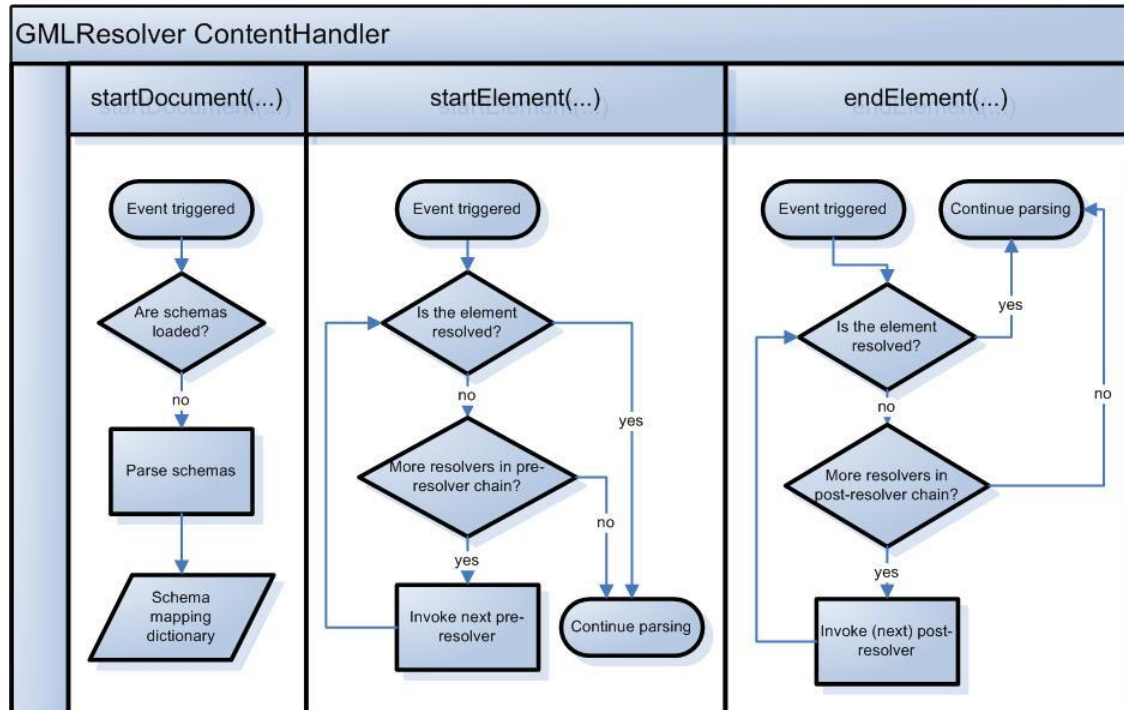 GMLResolver ContentHandler
startDocument(...)
startElement(...)
endElement(...)
Event triggered
Are schemas
loaded?
no
Parse schemas
Schema
mapping
dictionary
Event triggered
Is the element
resolved?
no
yes
More resolvers in pre-
resolver chain?
no
yes
Invoke next pre-
resolver
Continue parsing
Event triggered
Continue parsing
Is the element
resolved?
yes
no
no
More resolvers in
post-resolver chain?
yes
Invoke (next) post-
resolver